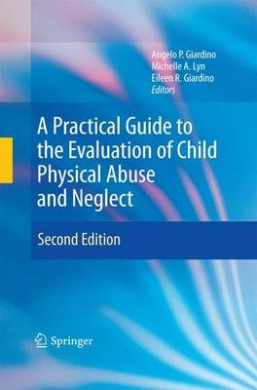 Angelo P. Giardino
Michelle A. Lyn
Eileen R. Giardino
Editors
A Practical Guide to
the Evaluation of Child
Physical Abuse
and Neglect
Second Edition
Springer